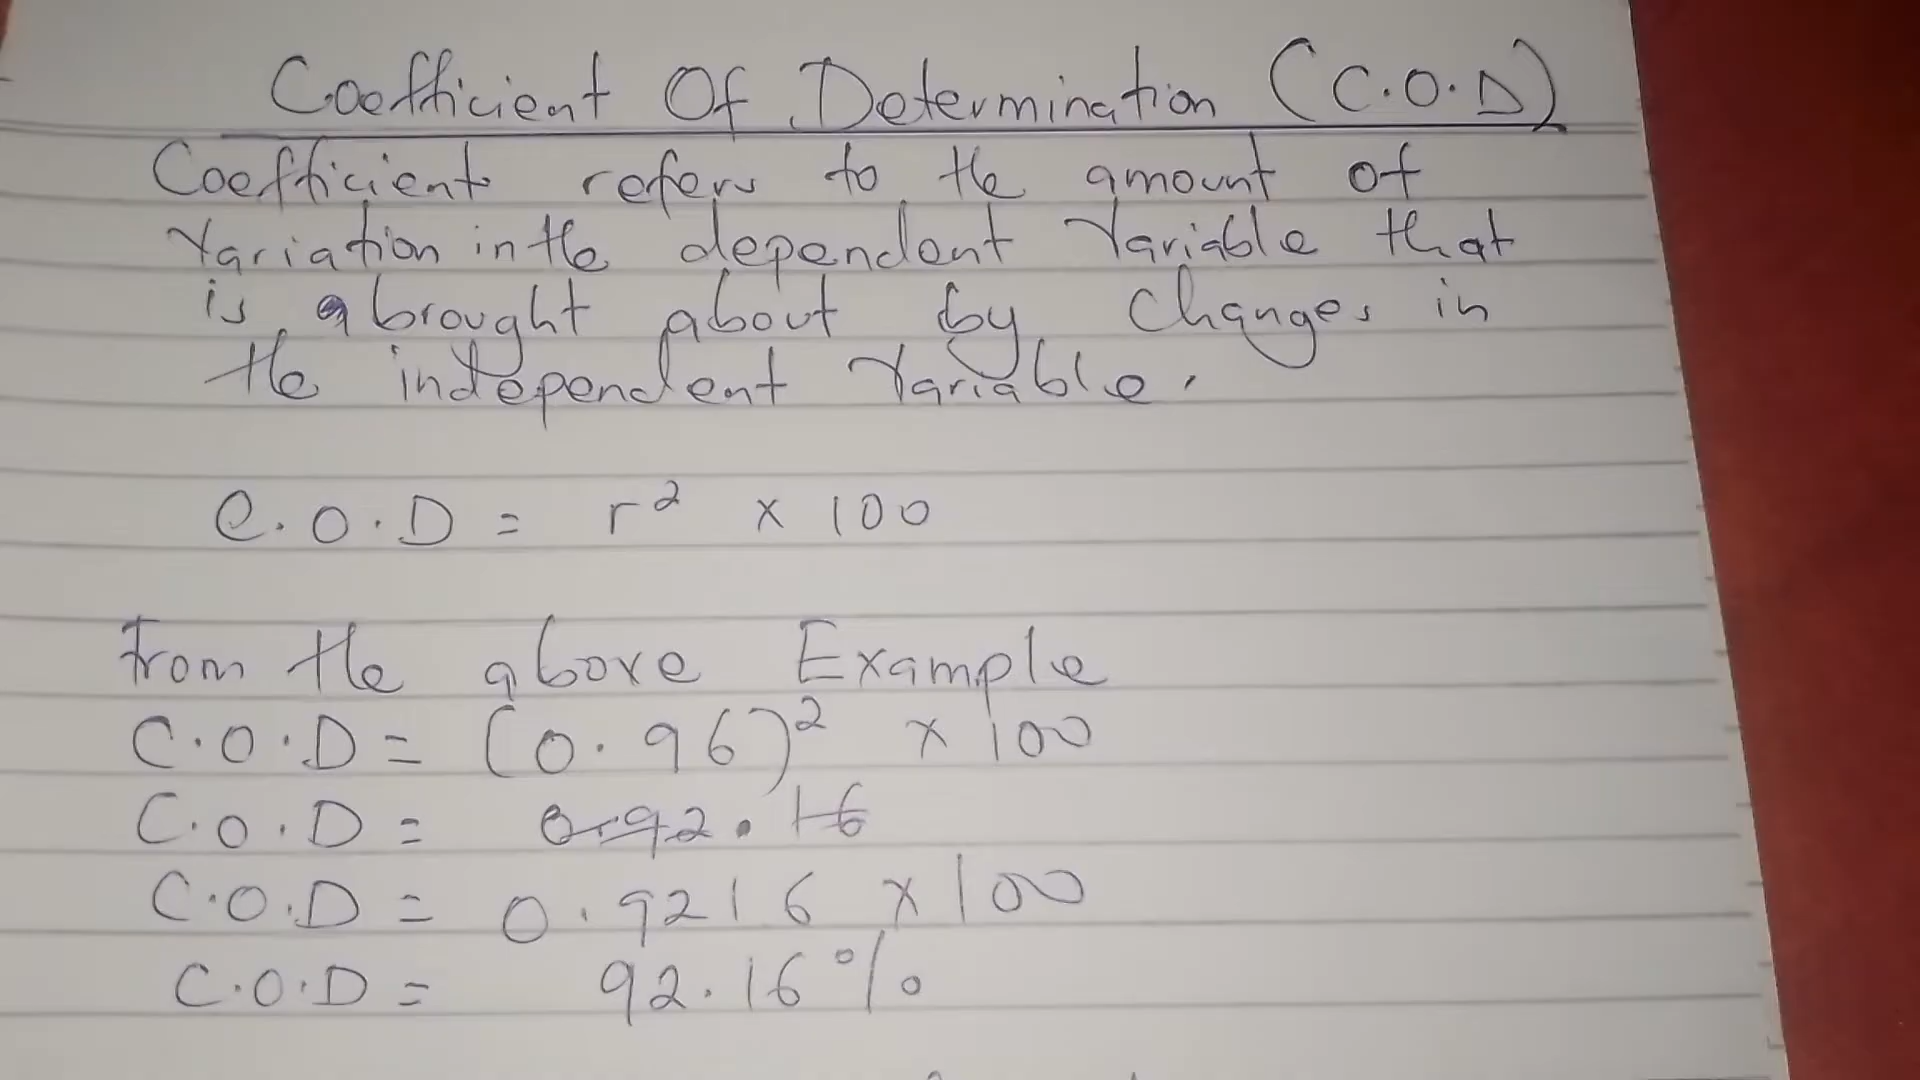 Coefficient Of Determination (C.O.D)
Coefficient refers to the amount of
Variation in the dependent Variable that
is brought about by changes in
the independent Variable.
C.O.D = r² × 100
From the above Example
C.O.D = (0.96)² × 100
C.O.D = 0.92.16
C.O.D = 0.9216 × 100
C.O.D = 92.16%